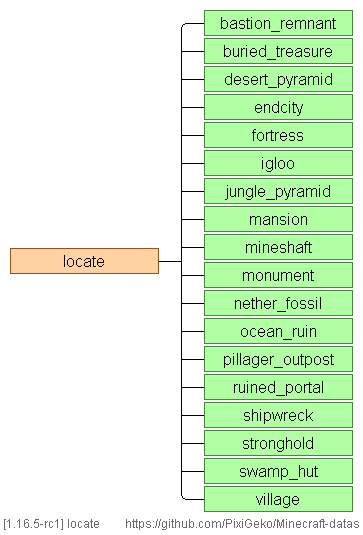 bastion_remnant
buried_treasure
desert_pyramid
endcity
fortress
igloo
jungle_pyramid
mansion
mineshaft
locate
monument
nether_fossil
ocean_ruin
pillager_outpost
ruined_portal
shipwreck
stronghold
swamp_hut
village
[1.16.5-rc1] locate https://github.com/PixiGeko/Minecraft-datas